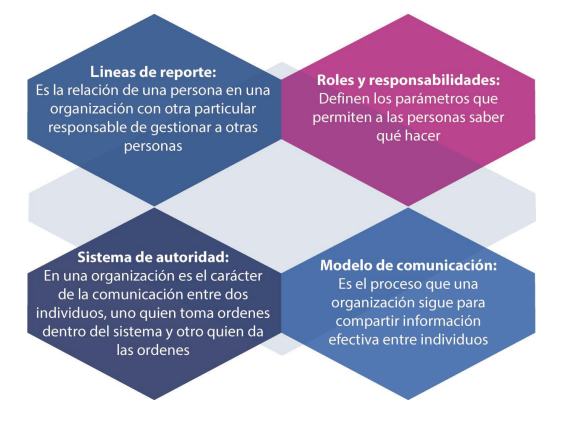 Lineas de reporte:
Es la relación de una persona en una
organización con otra particular
responsable de gestionar a otras
personas
Roles y responsabilidades:
Definen los parámetros que
permiten a las personas saber
qué hacer
Sistema de autoridad:
En una organización es el carácter
de la comunicación entre dos
individuos, uno quien toma ordenes
dentro del sistema y otro quien da
las ordenes
Modelo de comunicación:
Es el proceso que una
organización sigue para
compartir información
efectiva entre individuos